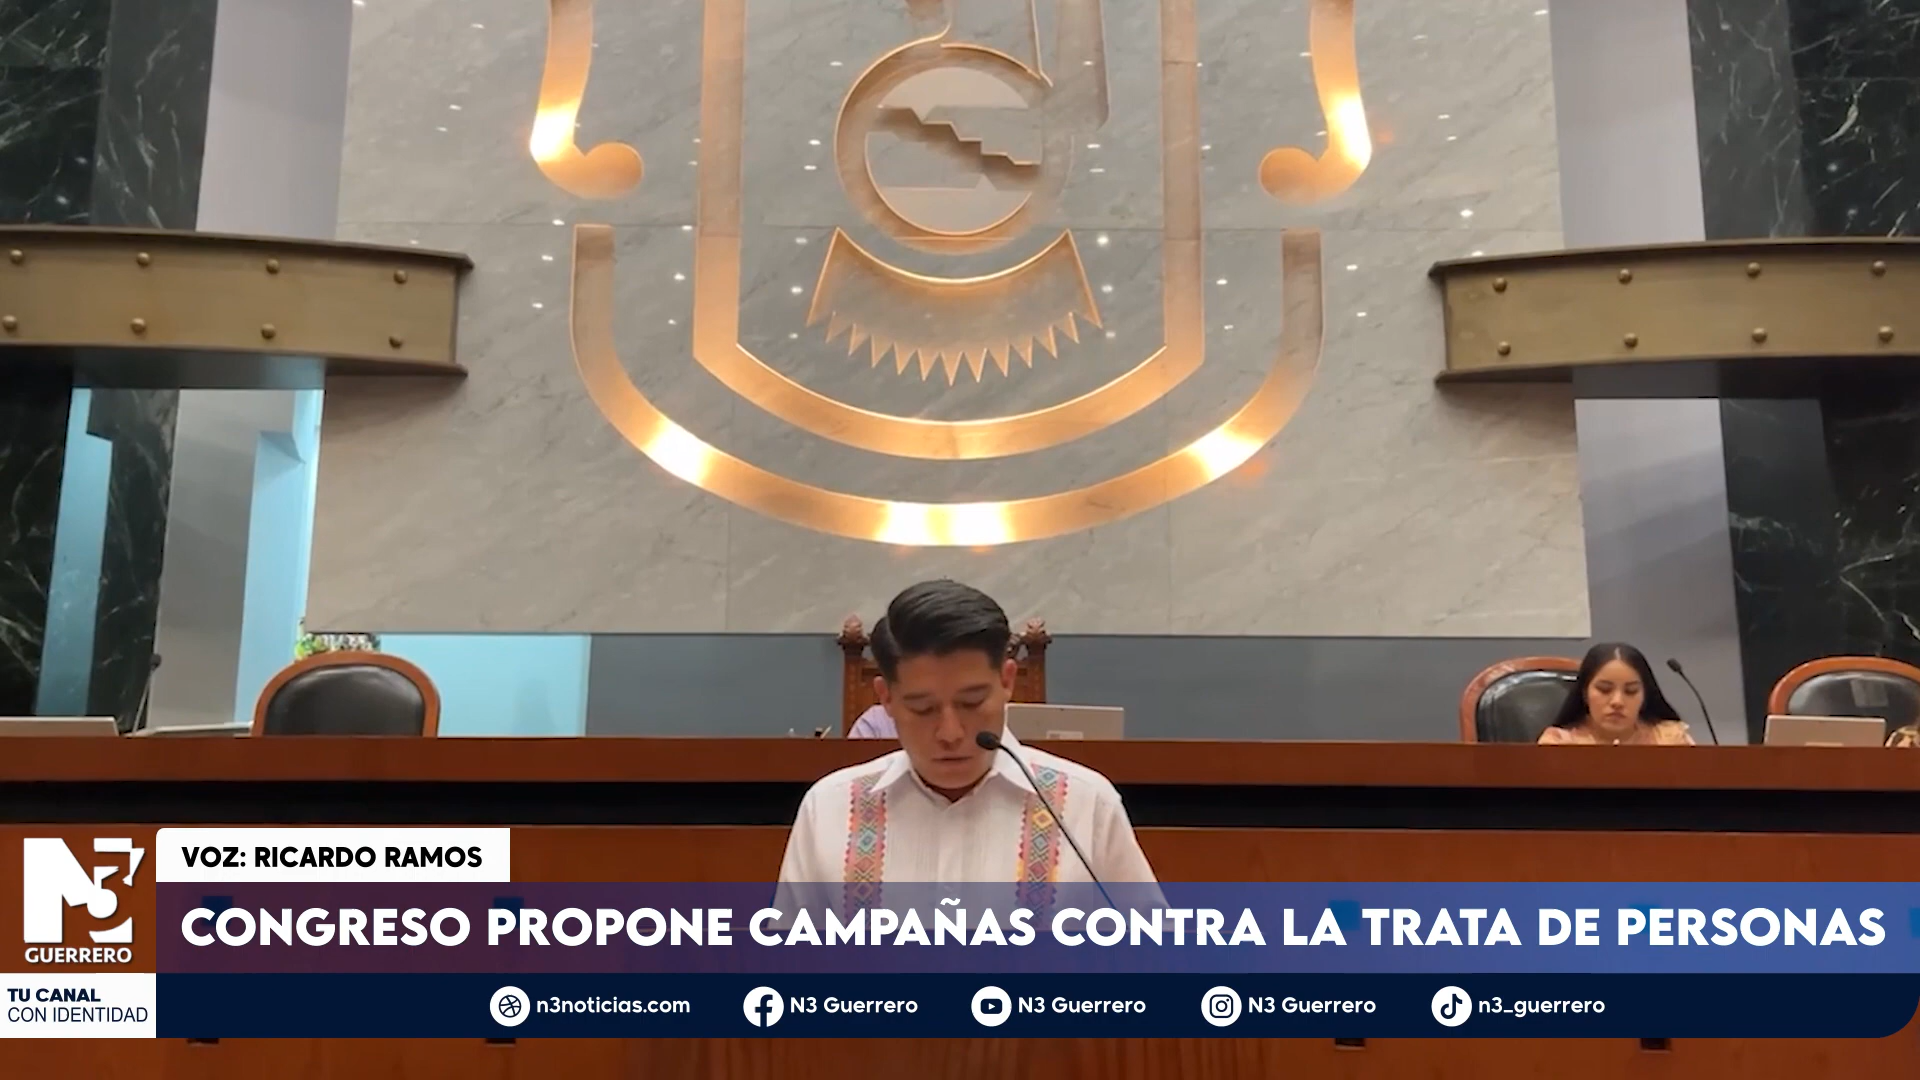 VOZ: RICARDO RAMOS
N3
GUERRERO
CONGRESO PROPONE CAMPAÑAS CONTRA LA TRATA DE PERSONAS
TU CANAL
CON IDENTIDAD
n3noticias.com
N3 Guerrero
N3 Guerrero
N3 Guerrero
n3_guerrero